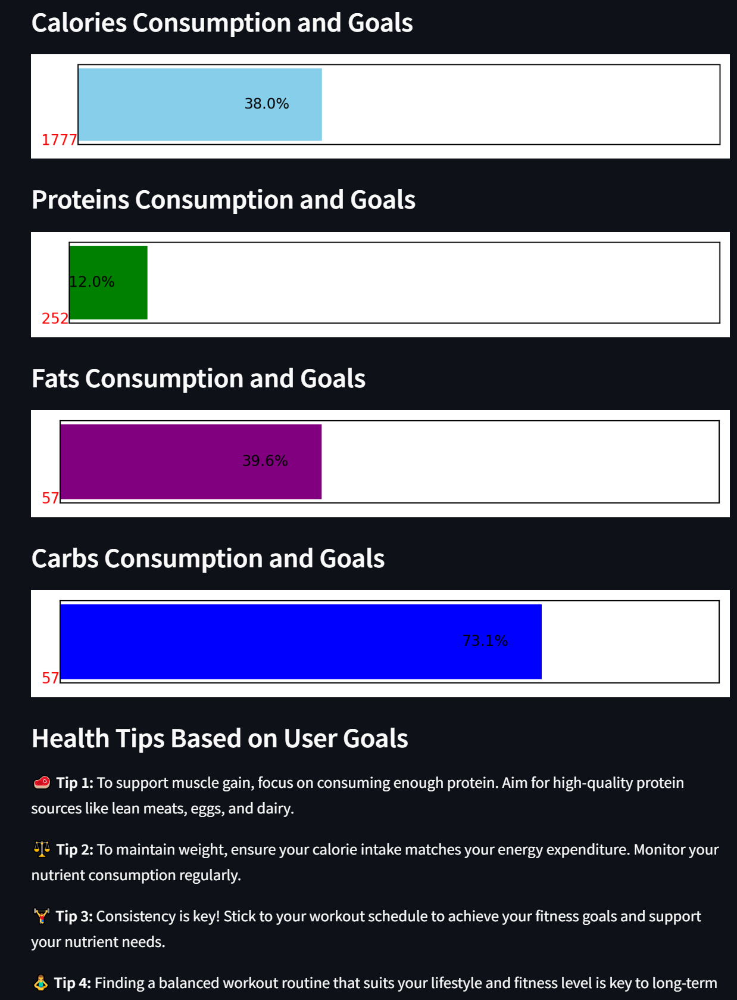 Calories Consumption and Goals
38.0%
1777
Proteins Consumption and Goals
12.0%
252
Fats Consumption and Goals
39.6%
57
Carbs Consumption and Goals
73.1%
57
Health Tips Based on User Goals
Tip 1: To support muscle gain, focus on consuming enough protein. Aim for high-quality protein
sources like lean meats, eggs, and dairy.
Tip 2: To maintain weight, ensure your calorie intake matches your energy expenditure. Monitor your
nutrient consumption regularly.
Tip 3: Consistency is key! Stick to your workout schedule to achieve your fitness goals and support
your nutrient needs.
Tip 4: Finding a balanced workout routine that suits your lifestyle and fitness level is key to long-term